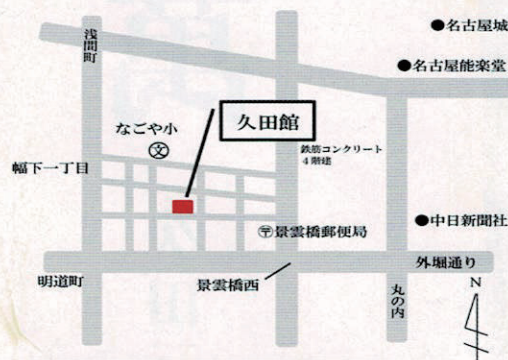 名古屋城
浅間町
名古屋能楽堂
久田館
なごや小
文
鉄筋コンクリート
4階建
幅下一丁目
中日新聞社
〒景雲橋郵便局
外堀通り
明道町
景雲橋西
丸の内
N